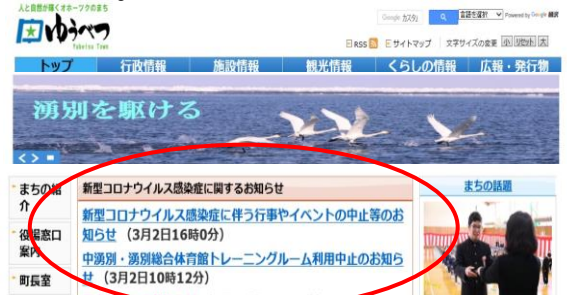 人と自然が輝くオホーツクのまち
ゆうべつ
Yubetsu Town
Google カスタム
言語を選択
Powered by Google 翻訳
RSS
サイトマップ
文字サイズの変更 小 リセット 大
トップ 行政情報 施設情報 観光情報 くらしの情報 広報・発行物
湧別を駆ける
まちの紹
介
役場窓口
案内
町長室
新型コロナウイルス感染症に関するお知らせ
新型コロナウイルス感染症に伴う行事やイベントの中止等のお
知らせ (3月2日16時0分)
中湧別・湧別総合体育館トレーニングルーム利用中止のお知ら
せ (3月2日10時12分)
まちの話題